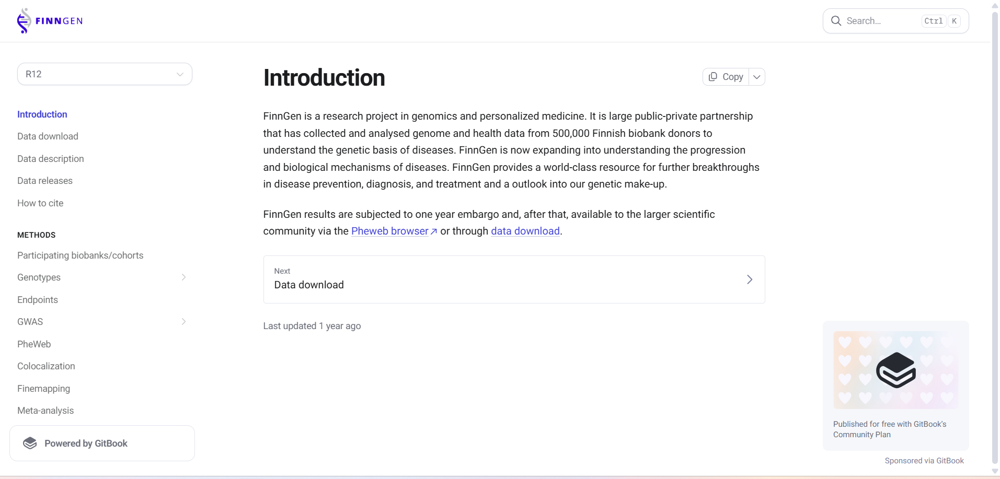 FINNGEN
Search...
Ctrl K
R12
Introduction
Data download
Data description
Data releases
How to cite
METHODS
Participating biobanks/cohorts
Genotypes
Endpoints
GWAS
PheWeb
Colocalization
Finemapping
Meta-analysis
Powered by GitBook
Introduction
Copy
FinnGen is a research project in genomics and personalized medicine. It is large public-private partnership
that has collected and analysed genome and health data from 500,000 Finnish biobank donors to
understand the genetic basis of diseases. FinnGen is now expanding into understanding the progression
and biological mechanisms of diseases. FinnGen provides a world-class resource for further breakthroughs
in disease prevention, diagnosis, and treatment and a outlook into our genetic make-up.
FinnGen results are subjected to one year embargo and, after that, available to the larger scientific
community via the Pheweb browser or through data download.
Next
Data download
Last updated 1 year ago
Published for free with GitBook's
Community Plan
Sponsored via GitBook